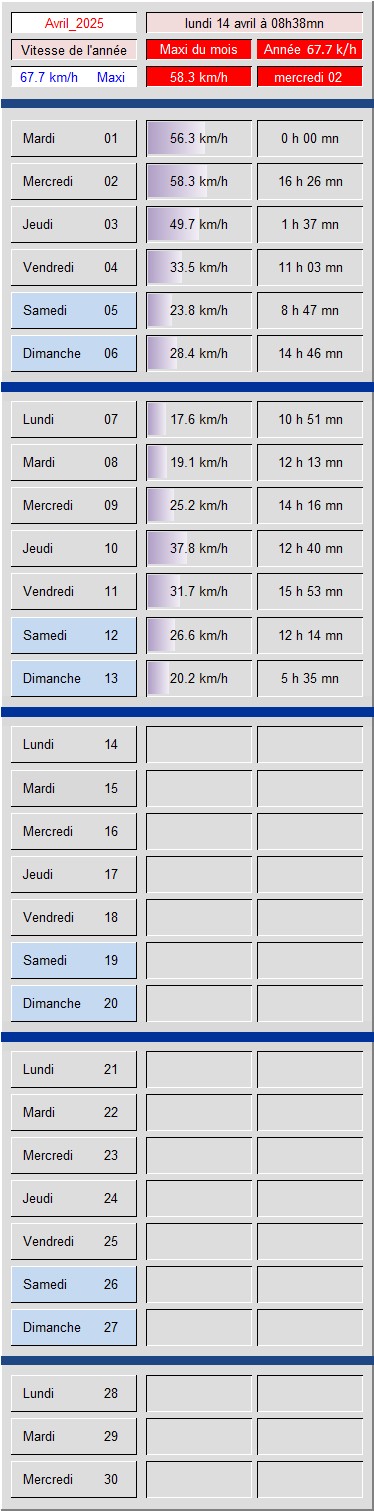 Avril_2025 lundi 14 avril à 08h38mn
Vitesse de l'année Maxi du mois Année 67.7 k/h
67.7 km/h Maxi 58.3 km/h mercredi 02
Mardi 01 56.3 km/h 0 h 00 mn
Mercredi 02 58.3 km/h 16 h 26 mn
Jeudi 03 49.7 km/h 1 h 37 mn
Vendredi 04 33.5 km/h 11 h 03 mn
Samedi 05 23.8 km/h 8 h 47 mn
Dimanche 06 28.4 km/h 14 h 46 mn
Lundi 07 17.6 km/h 10 h 51 mn
Mardi 08 19.1 km/h 12 h 13 mn
Mercredi 09 25.2 km/h 14 h 16 mn
Jeudi 10 37.8 km/h 12 h 40 mn
Vendredi 11 31.7 km/h 15 h 53 mn
Samedi 12 26.6 km/h 12 h 14 mn
Dimanche 13 20.2 km/h 5 h 35 mn
Lundi 14
Mardi 15
Mercredi 16
Jeudi 17
Vendredi 18
Samedi 19
Dimanche 20
Lundi 21
Mardi 22
Mercredi 23
Jeudi 24
Vendredi 25
Samedi 26
Dimanche 27
Lundi 28
Mardi 29
Mercredi 30